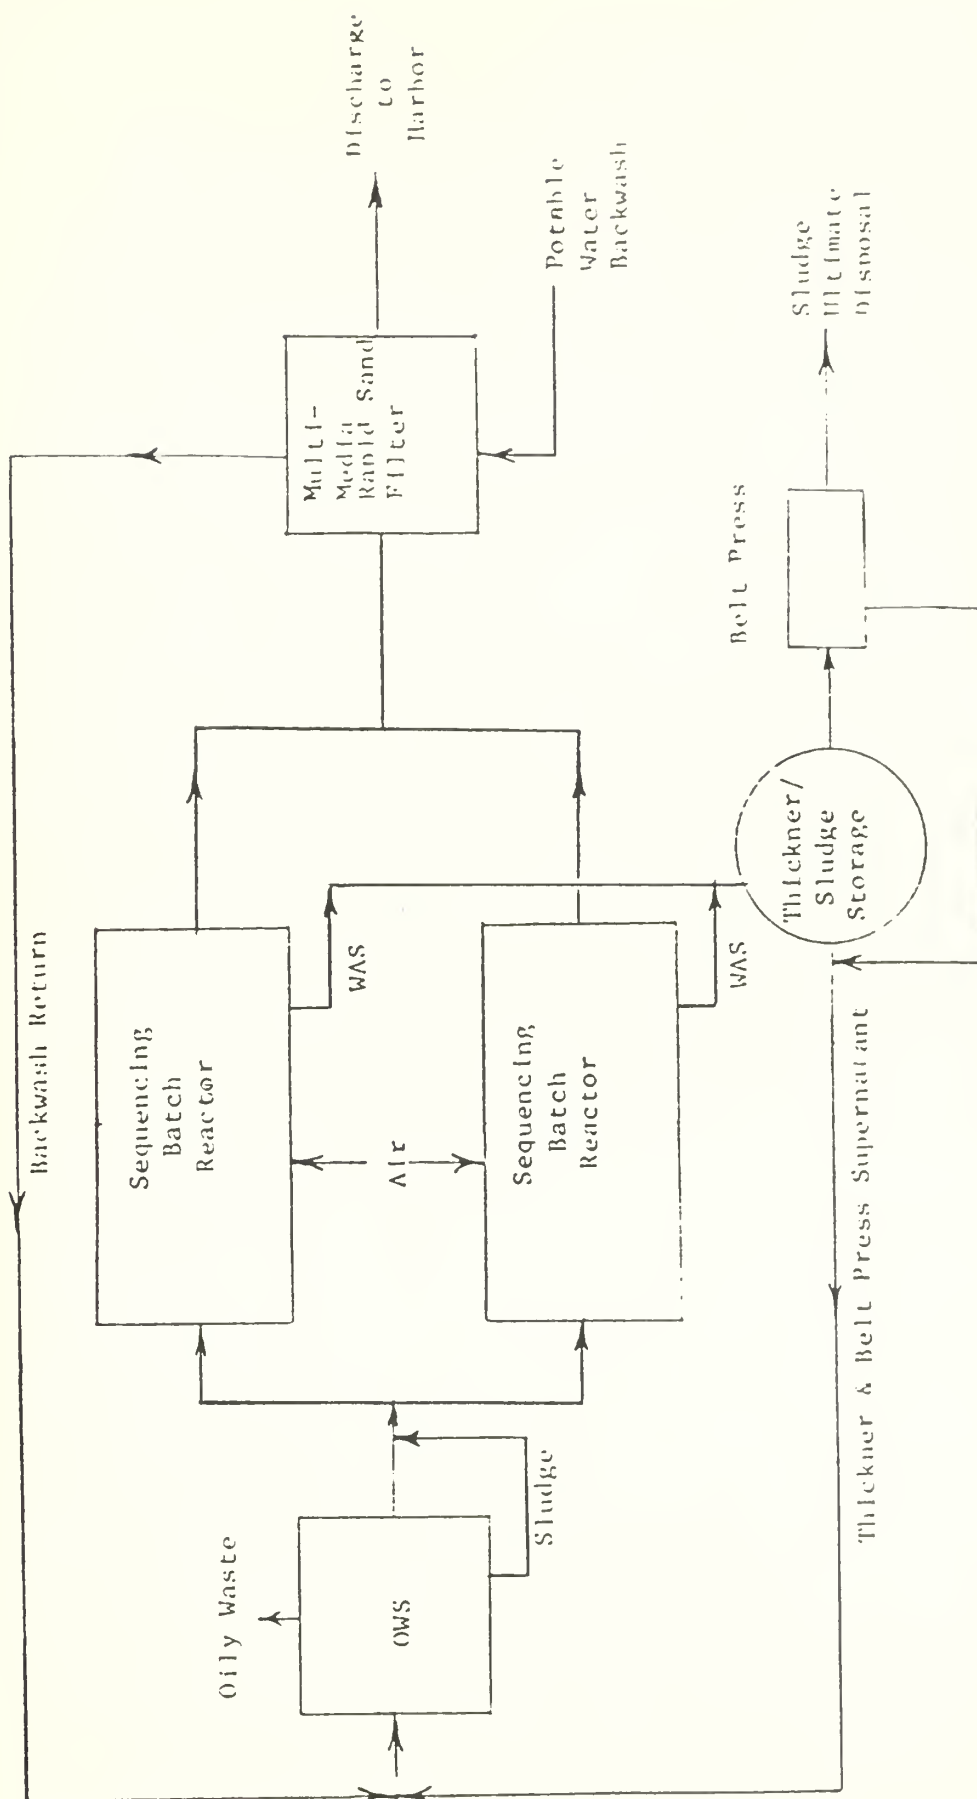 Backwash Return
Discharge
to
Harbor
Multi-
Media
Rapid Sand
Filter
Potable
Water
Backwash
Sequencing
Batch
Reactor
WAS
Air
Sequencing
Batch
Reactor
WAS
Oily Waste
OWS
Sludge
Belt Press
Sludge
Ultimate
Disposal
Thickner/
Sludge
Storage
Thickner & Belt Press Supernatant